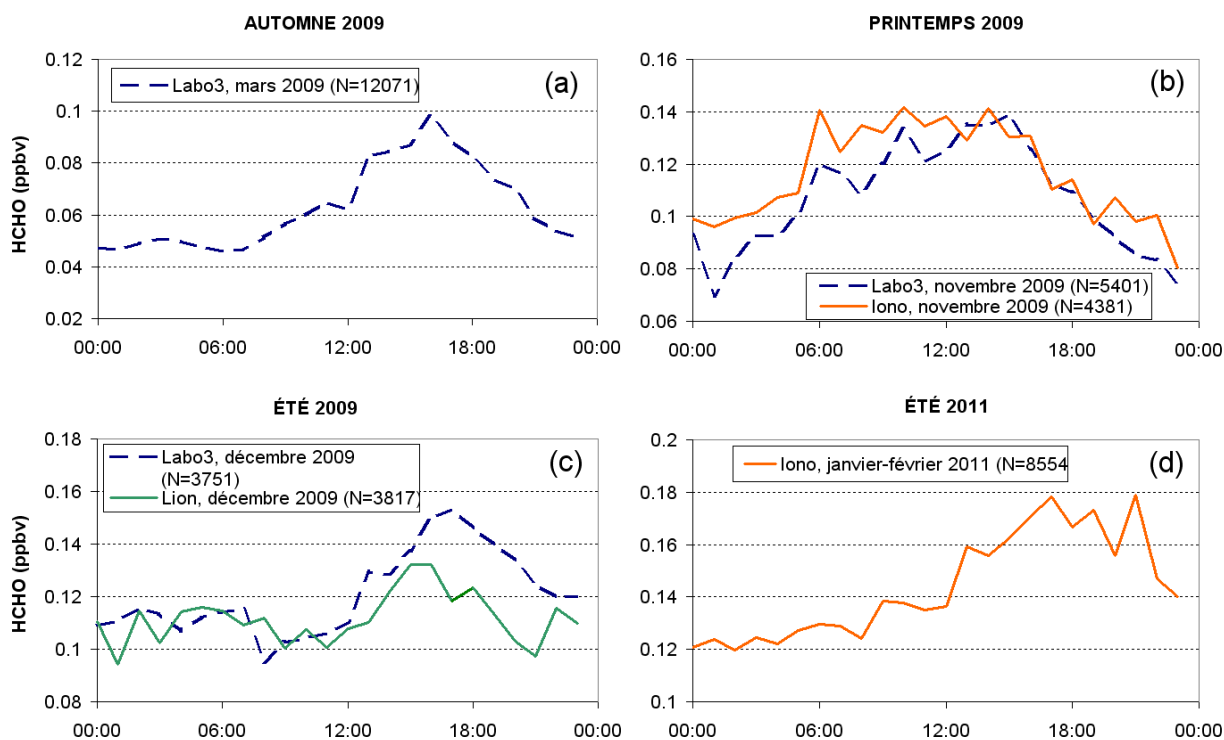 AUTOMNE 2009
HCHO (ppbv)
0.12
0.1
0.08
0.06
0.04
0.02
00:00 06:00 12:00 18:00 00:00
Labo3, mars 2009 (N=12071)
(a)
PRINTEMPS 2009
0.16
0.14
0.12
0.1
0.08
0.06
00:00 06:00 12:00 18:00 00:00
(b)
Labo3, novembre 2009 (N=5401)
Iono, novembre 2009 (N=4381)
ÉTÉ 2009
HCHO (ppbv)
0.18
0.16
0.14
0.12
0.1
0.08
00:00 06:00 12:00 18:00 00:00
Labo3, décembre 2009
(N=3751)
Lion, décembre 2009 (N=3817)
(c)
ÉTÉ 2011
0.2
0.18
0.16
0.14
0.12
0.1
00:00 06:00 12:00 18:00 00:00
Iono, janvier-février 2011 (N=8554
(d)